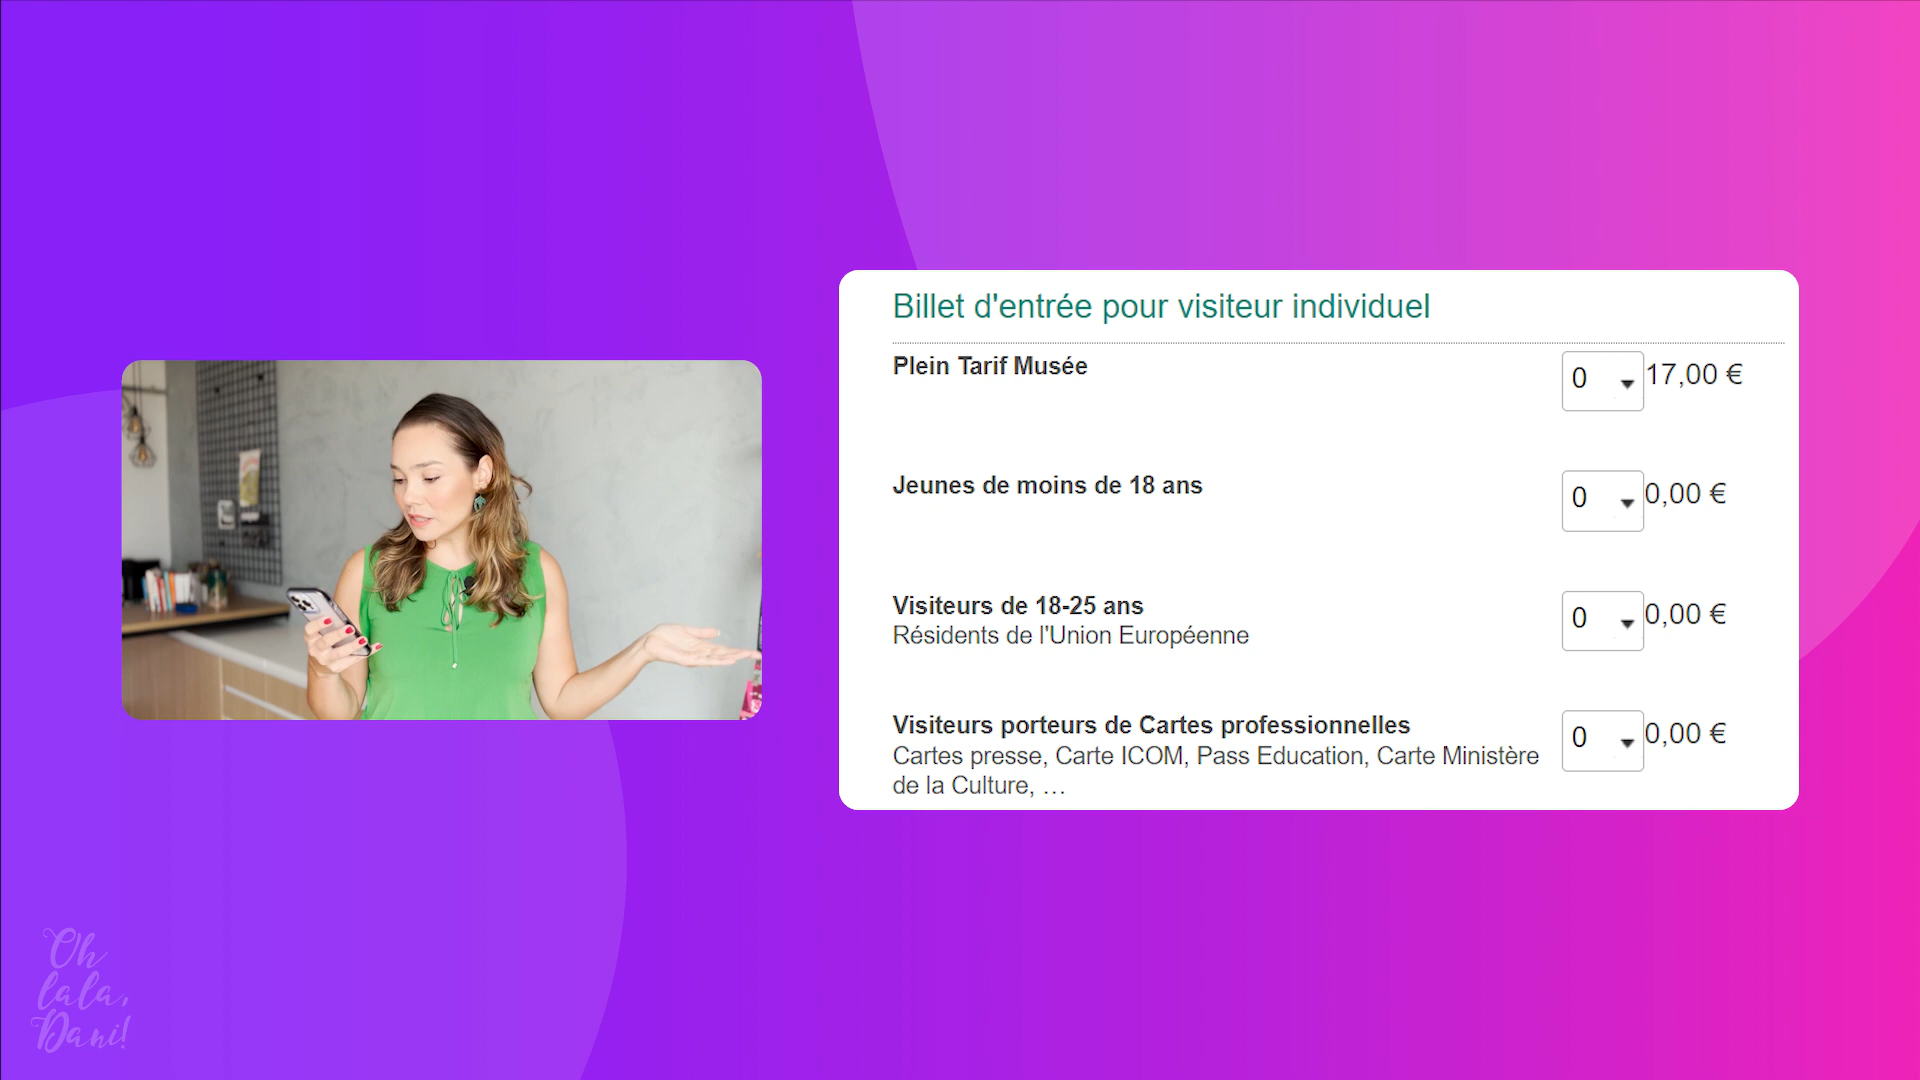 Billet d'entrée pour visiteur individuel
Plein Tarif Musée
0 17,00 €
Jeunes de moins de 18 ans
0 0,00 €
Visiteurs de 18-25 ans
Résidents de l'Union Européenne
0 0,00 €
Visiteurs porteurs de Cartes professionnelles
Cartes presse, Carte ICOM, Pass Education, Carte Ministère
de la Culture, …
0 0,00 €
Oh
lala,
Dani!